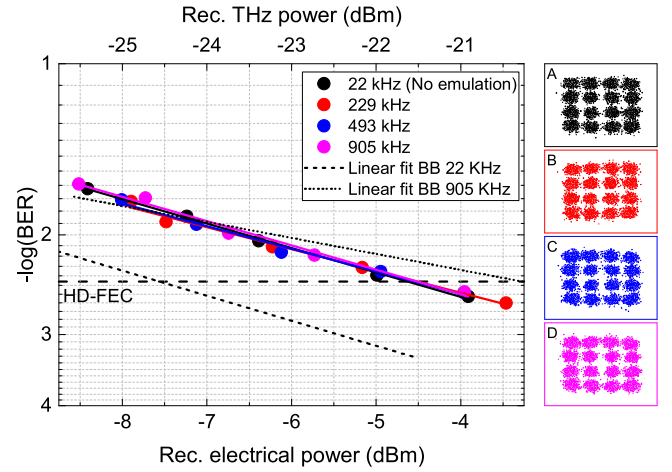 Rec. THz power (dBm)
-25 -24 -23 -22 -21
1
2
3
4
-log(BER)
22 kHz (No emulation)
229 kHz
493 kHz
905 kHz
Linear fit BB 22 KHz
Linear fit BB 905 KHz
HD-FEC
-8 -7 -6 -5 -4
Rec. electrical power (dBm)
A
B
C
D